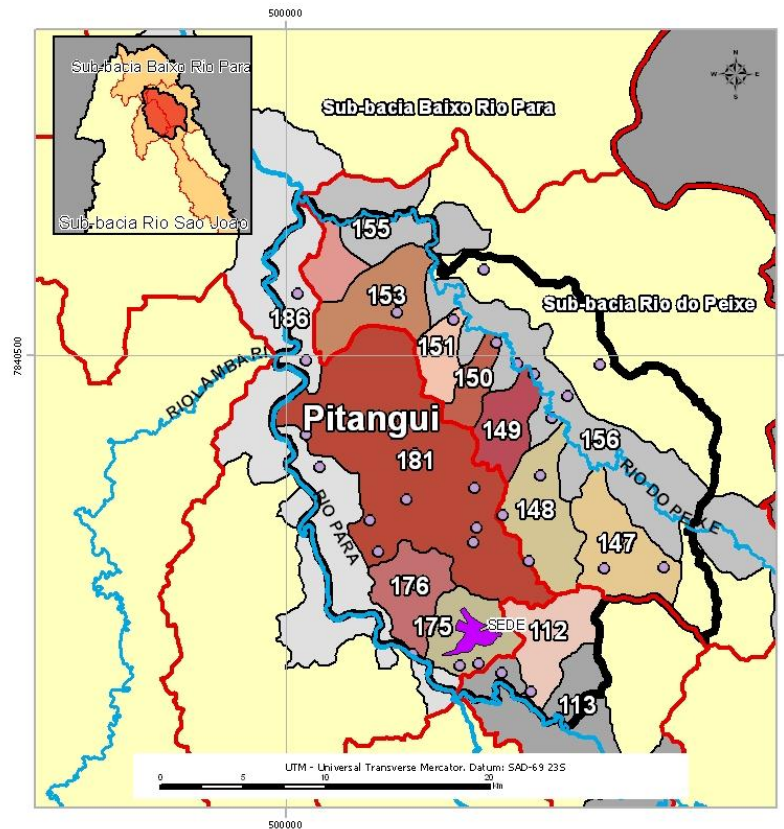 500000
Sub-bacia Baixo Rio Para
N
W E
S
Sub-bacia Baixo Rio Para
Sub-bacia Rio Sao Joao
155
153
186
Sub-bacia Rio do Peixe
7840500
RIO LAMBARI
151
150
Pitangui
149
156
181
RIO DO PEIXE
RIO PARA
148
147
176
175
SEDE
112
113
UTM - Universal Transverse Mercator. Datum: SAD-69 23S
0 5 10 20
Km
500000